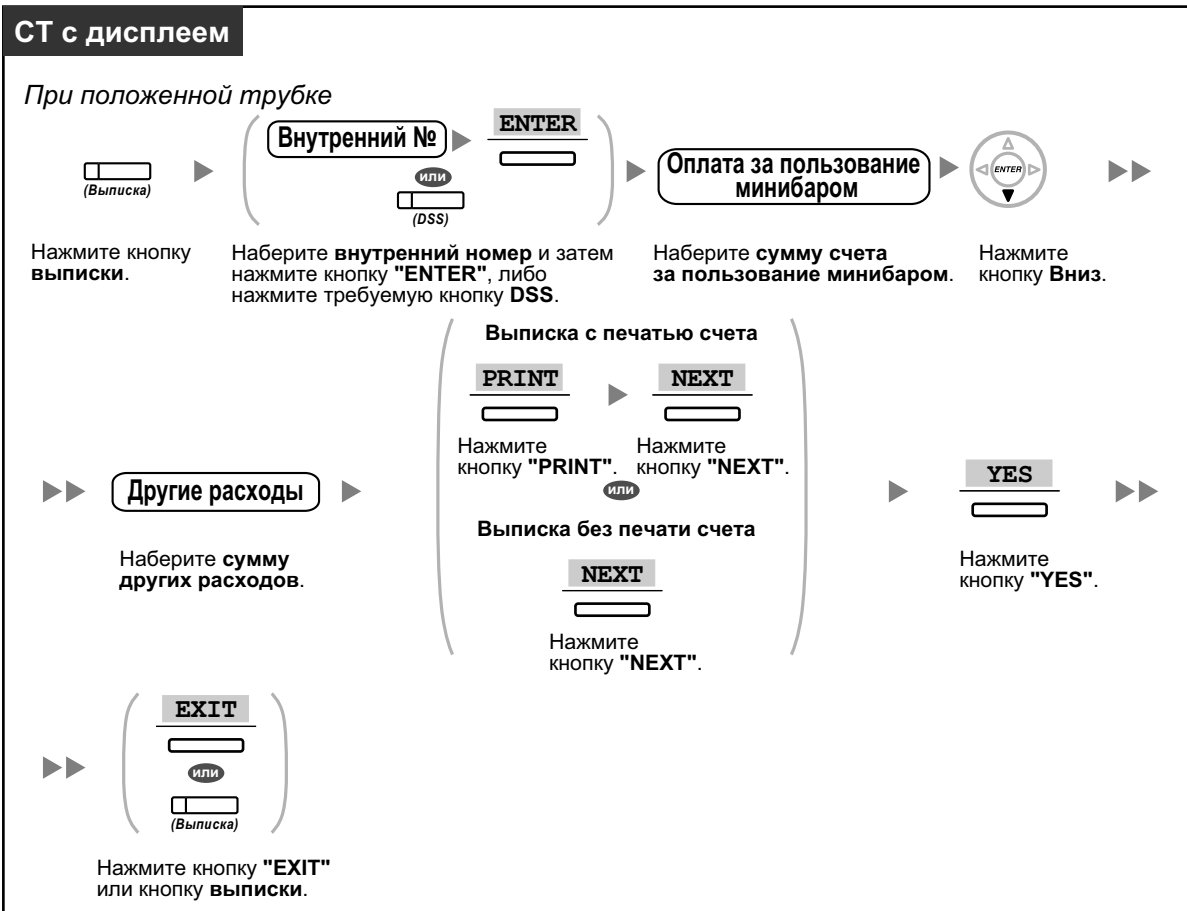 СТ с дисплеем
При положенной трубке
(Выписка)
Внутренний №
ENTER
или
(DSS)
Оплата за пользование
минибаром
ENTER
Нажмите кнопку
выписки.
Наберите внутренний номер и затем
нажмите кнопку "ENTER", либо
нажмите требуемую кнопку DSS.
Наберите сумму счета
за пользование минибаром.
Нажмите
кнопку Вниз.
Другие расходы
Наберите сумму
других расходов.
Выписка с печатью счета
PRINT
NEXT
Нажмите
кнопку "PRINT".
Нажмите
кнопку "NEXT".
или
Выписка без печати счета
NEXT
Нажмите
кнопку "NEXT".
YES
Нажмите
кнопку "YES".
EXIT
или
(Выписка)
Нажмите кнопку "EXIT"
или кнопку выписки.